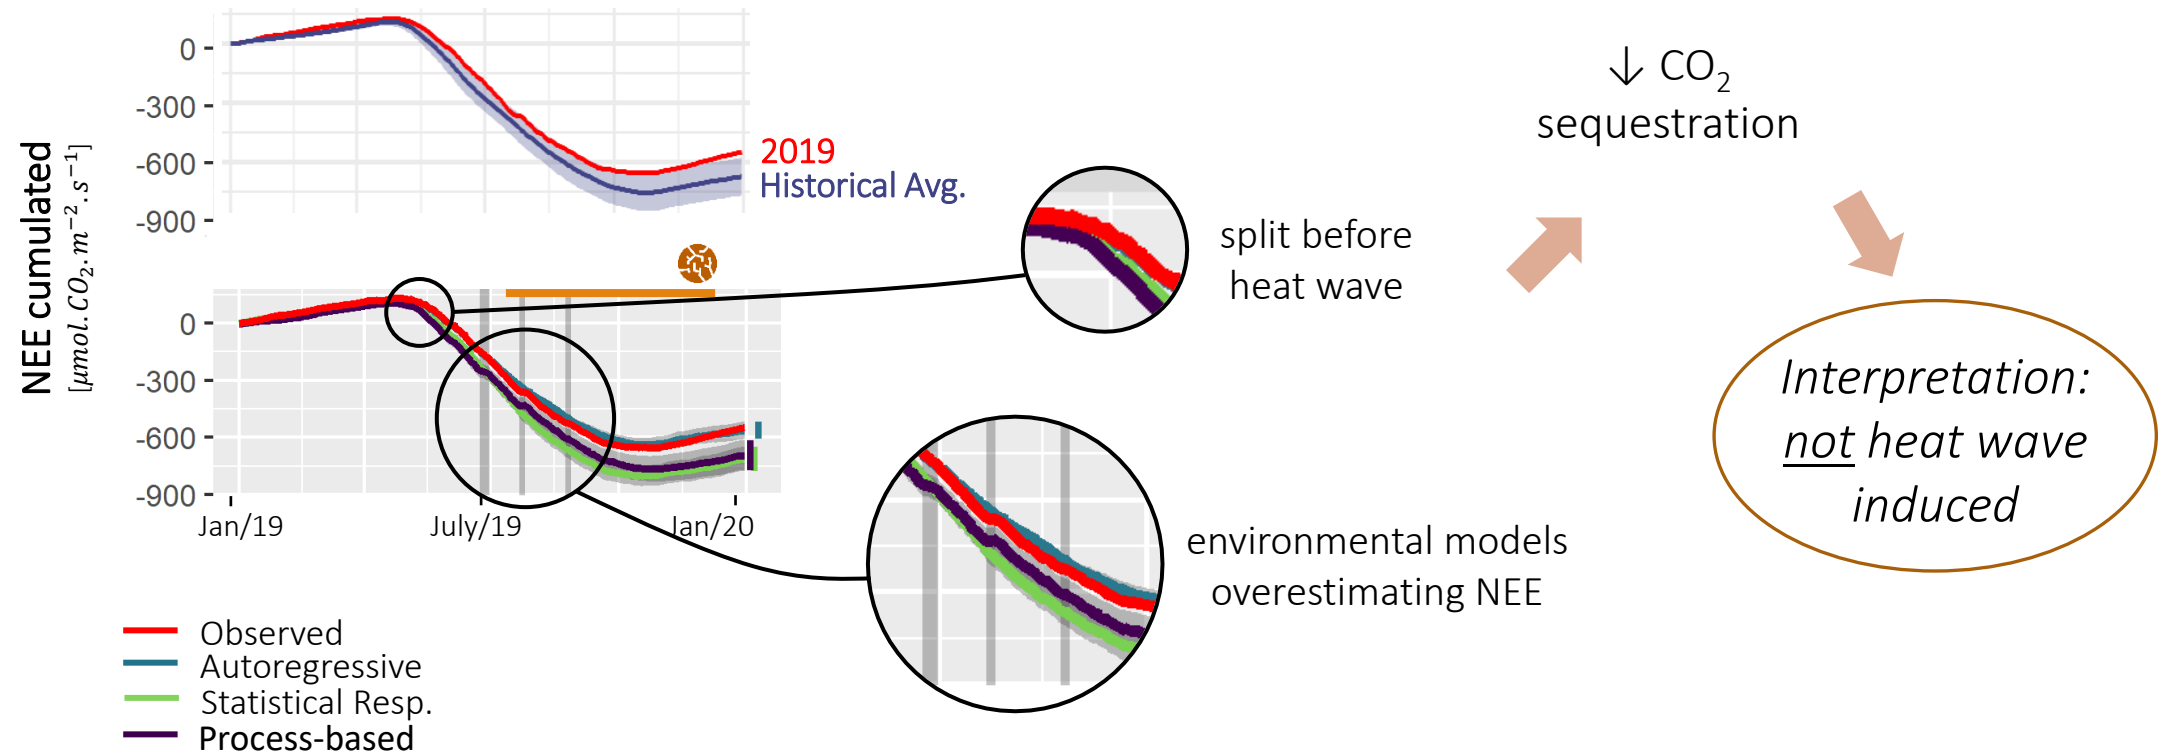 NEE cumulated
[μmol.CO₂.m⁻².s⁻¹]
0
-300
-600
-900
2019
Historical Avg.
0
-300
-600
-900
Jan/19
July/19
Jan/20
Observed
Autoregressive
Statistical Resp.
Process-based
split before
heat wave
environmental models
overestimating NEE
↓ CO₂
sequestration
Interpretation:
not heat wave
induced